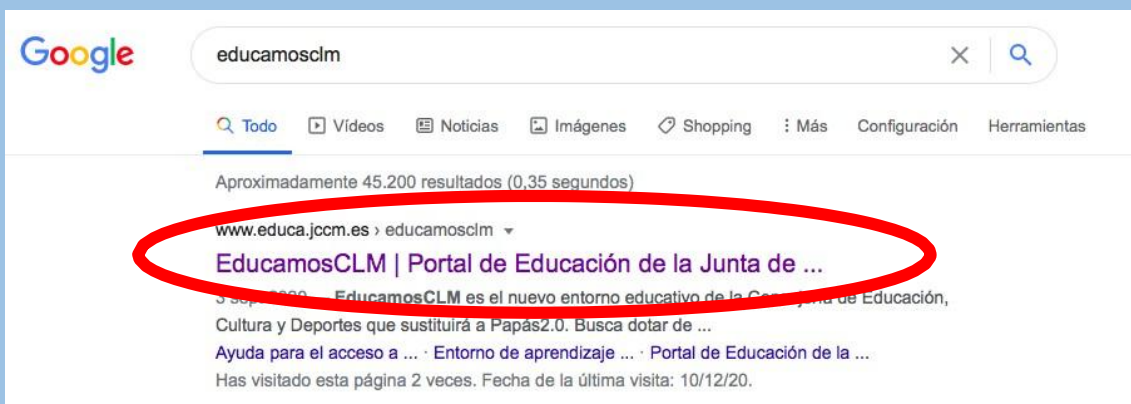 Google
educamosclm
Todo Vídeos Noticias Imágenes Shopping Más Configuración Herramientas
Aproximadamente 45.200 resultados (0,35 segundos)
www.educa.jccm.es › educamosclm
EducamosCLM | Portal de Educación de la Junta de ...
EducamosCLM es el nuevo entorno educativo de la de Educación,
Cultura y Deportes que sustituirá a Papás2.0. Busca dotar de ...
Ayuda para el acceso a ... · Entorno de aprendizaje ... · Portal de Educación de la ...
Has visitado esta página 2 veces. Fecha de la última visita: 10/12/20.